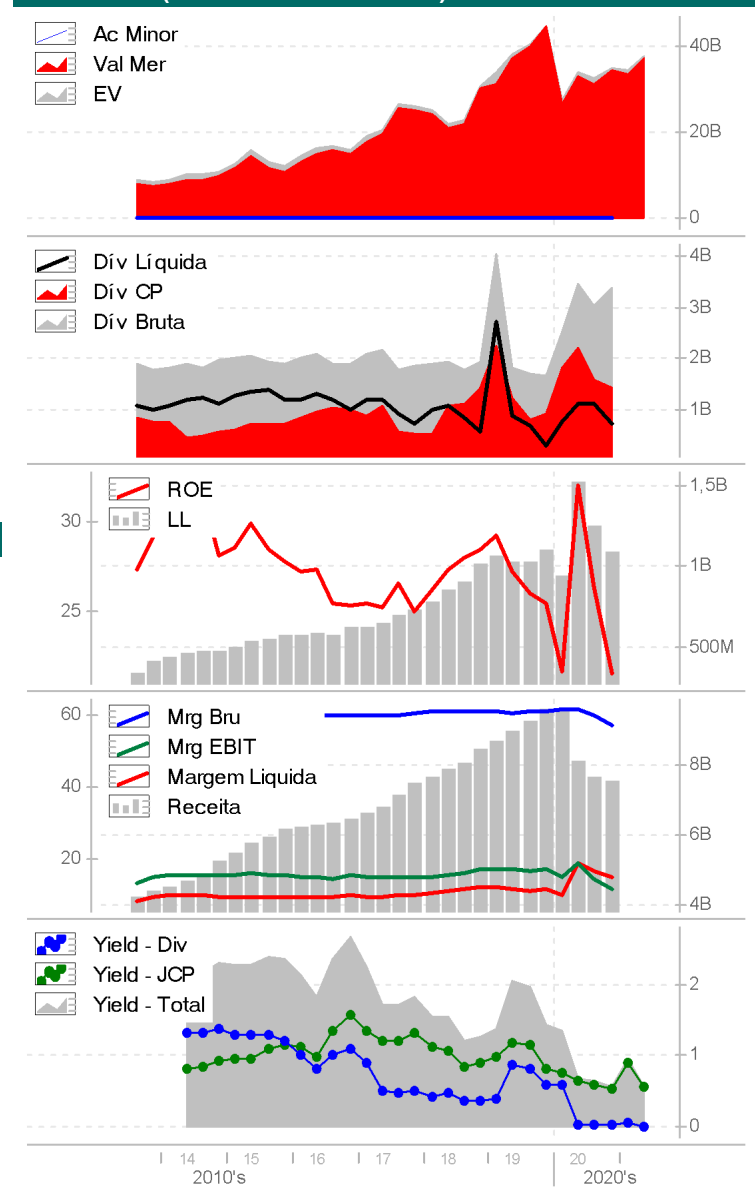 Ac Minor
Val Mer
EV
40B
20B
0
Dív Líquida
Dív CP
Dív Bruta
4B
3B
2B
1B
ROE
LL
30
25
1,5B
1B
500M
Mrg Bru
Mrg EBIT
Margem Liquida
Receita
60
40
20
8B
6B
4B
Yield - Div
Yield - JCP
Yield - Total
2
1
0
14 15 16 17 18 19 20
2010's 2020's